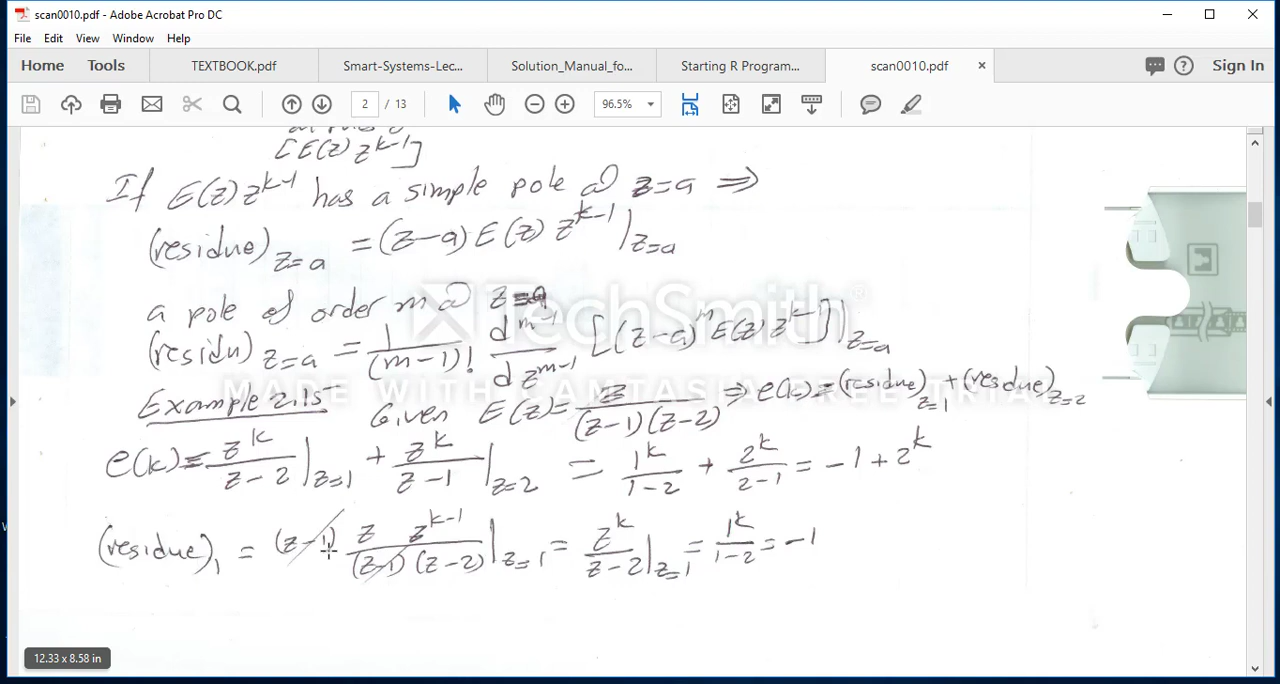 scan0010.pdf - Adobe Acrobat Pro DC
File Edit View Window Help
Home Tools TEXTBOOK.pdf Smart-Systems-Lec... Solution_Manual_fo... Starting R Program... scan0010.pdf × Sign In
2 / 13 96.5%
[E(z) z^{k-1}]
If E(z) z^{k-1} has a simple pole @ z=a ⇒
(residue)_{z=a} = (z-a) E(z) z^{k-1} |_{z=a}
a pole of order m @ z=a
(residu)_{z=a} = 1/(m-1)! d^{m-1}/dz^{m-1} [(z-a)^m E(z) z^{k-1}] |_{z=a}
TechSmith
MADE WITH CAMTASIA FREE TRIAL
Example 2.15 Given E(z) = z/((z-1)(z-2)) ⇒ e(k) = (residue)_{z=1} + (residue)_{z=2}
e(k) = z^k/(z-2) |_{z=1} + z^k/(z-1) |_{z=2} = 1^k/(1-2) + 2^k/(2-1) = -1 + 2^k
(residue)_1 = (z-1) z z^{k-1}/((z-1)(z-2)) |_{z=1} = z^k/(z-2) |_{z=1} = 1^k/(1-2) = -1
12.33 x 8.58 in